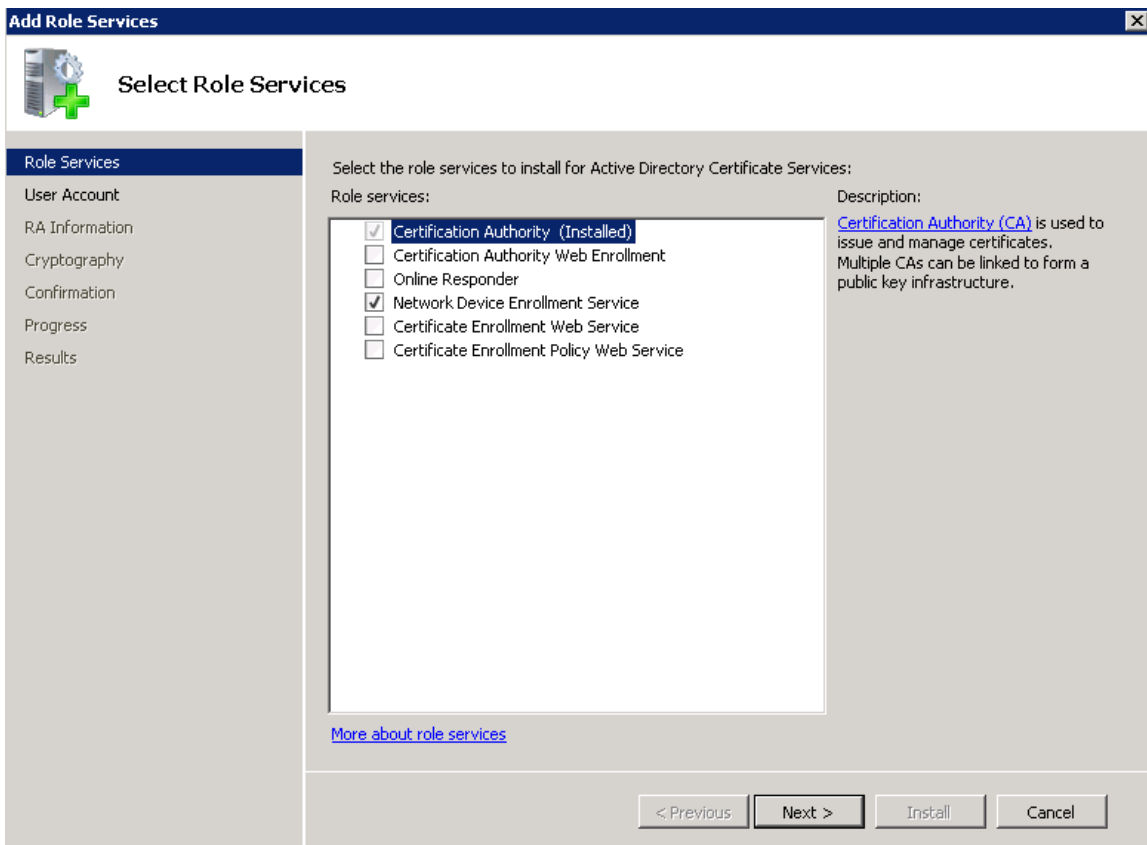 Add Role Services
Select Role Services
Role Services
User Account
RA Information
Cryptography
Confirmation
Progress
Results
Select the role services to install for Active Directory Certificate Services:
Role services:
Certification Authority (Installed)
Certification Authority Web Enrollment
Online Responder
Network Device Enrollment Service
Certificate Enrollment Web Service
Certificate Enrollment Policy Web Service
More about role services
Description:
Certification Authority (CA) is used to
issue and manage certificates.
Multiple CAs can be linked to form a
public key infrastructure.
< Previous
Next >
Install
Cancel